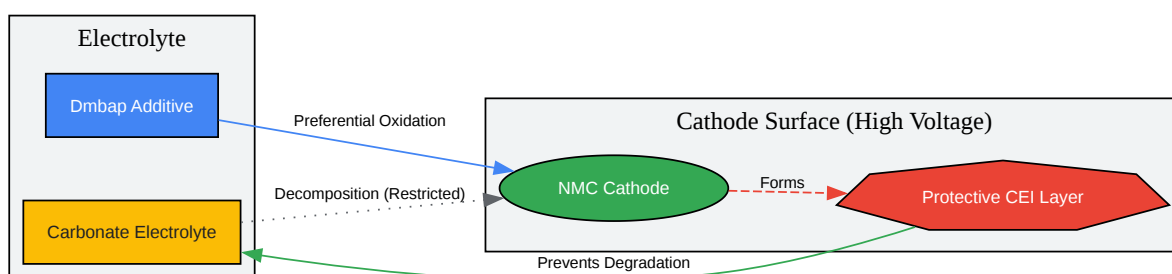 Electrolyte
Dmbap Additive
Preferential Oxidation
Cathode Surface (High Voltage)
Decomposition (Restricted)
NMC Cathode
Forms
Protective CEI Layer
Carbonate Electrolyte
Prevents Degradation